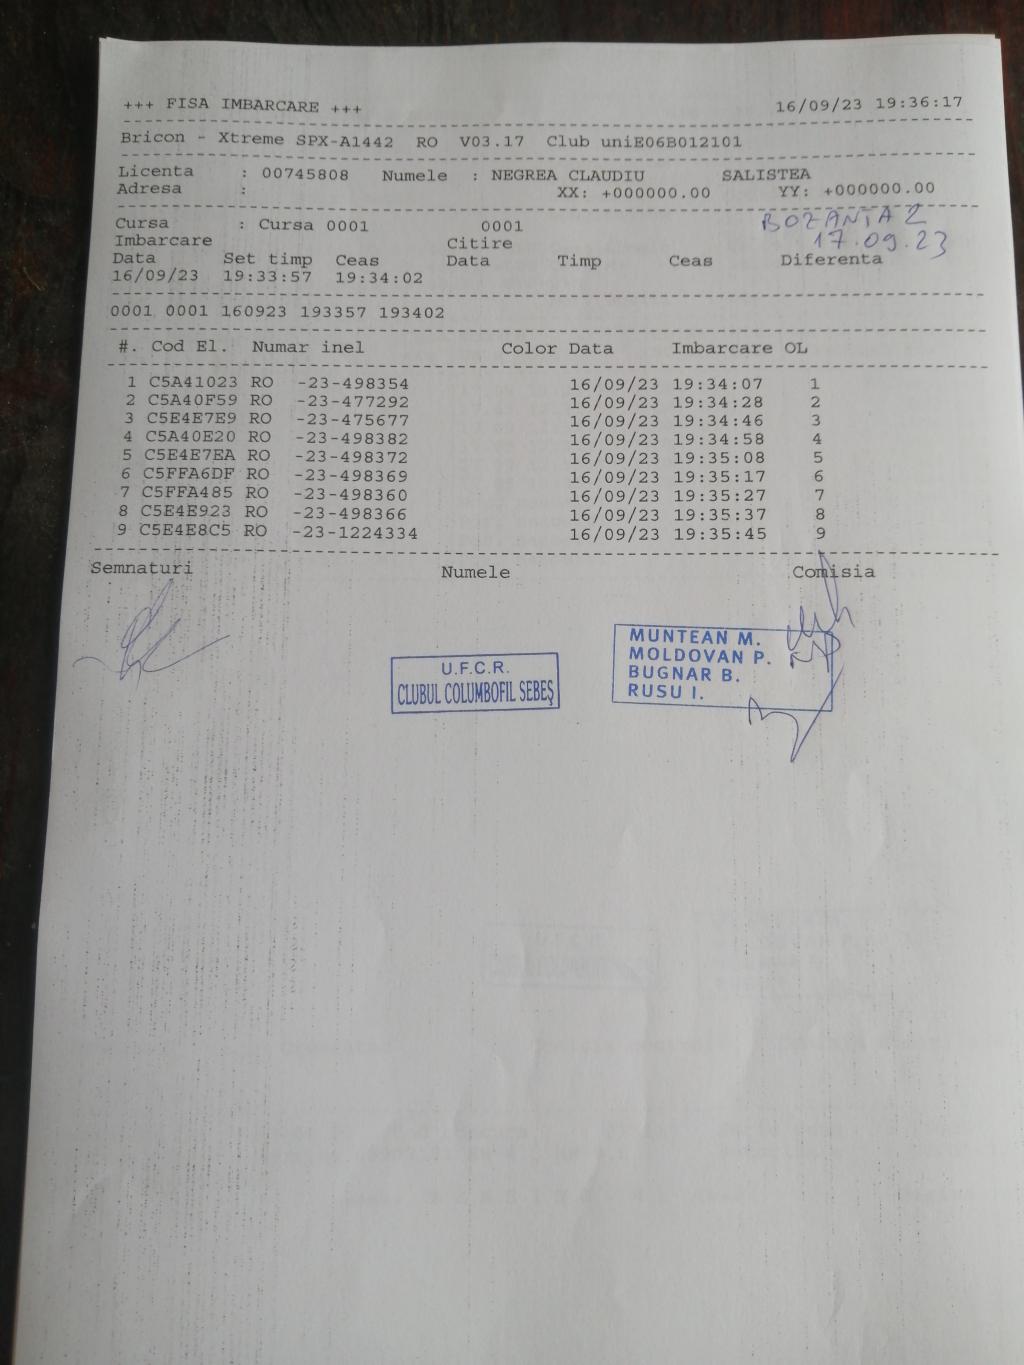 +++ FISA IMBARCARE +++ 16/09/23 19:36:17
Bricon - Xtreme SPX-A1442 RO V03.17 Club uniE06B012101
Licenta : 00745808 Numele : NEGREA CLAUDIU SALISTEA
Adresa : XX: +000000.00 YY: +000000.00
Cursa : Cursa 0001 0001 BOZANIA 2
Imbarcare Citire 17.09.23
Data Set timp Ceas Data Timp Ceas Diferenta
16/09/23 19:33:57 19:34:02
0001 0001 160923 193357 193402
#. Cod El. Numar inel Color Data Imbarcare OL
1 C5A41023 RO -23-498354 16/09/23 19:34:07 1
2 C5A40F59 RO -23-477292 16/09/23 19:34:28 2
3 C5E4E7E9 RO -23-475677 16/09/23 19:34:46 3
4 C5A40E20 RO -23-498382 16/09/23 19:34:58 4
5 C5E4E7EA RO -23-498372 16/09/23 19:35:08 5
6 C5FFA6DF RO -23-498369 16/09/23 19:35:17 6
7 C5FFA485 RO -23-498360 16/09/23 19:35:27 7
8 C5E4E923 RO -23-498366 16/09/23 19:35:37 8
9 C5E4E8C5 RO -23-1224334 16/09/23 19:35:45 9
Semnaturi Numele Comisia
U.F.C.R.
CLUBUL COLUMBOFIL SEBEȘ
MUNTEAN M.
MOLDOVAN P.
BUGNAR B.
RUSU I.